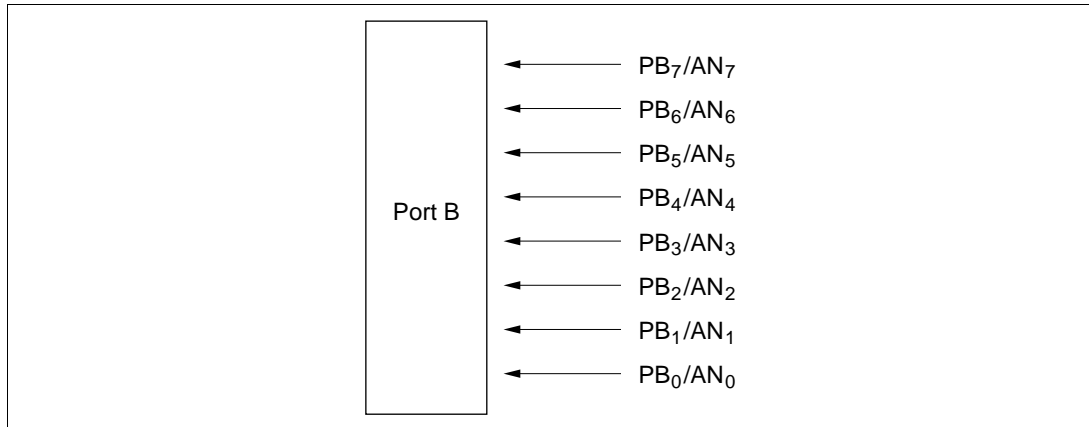 PB₇/AN₇
PB₆/AN₆
PB₅/AN₅
PB₄/AN₄
Port B
PB₃/AN₃
PB₂/AN₂
PB₁/AN₁
PB₀/AN₀